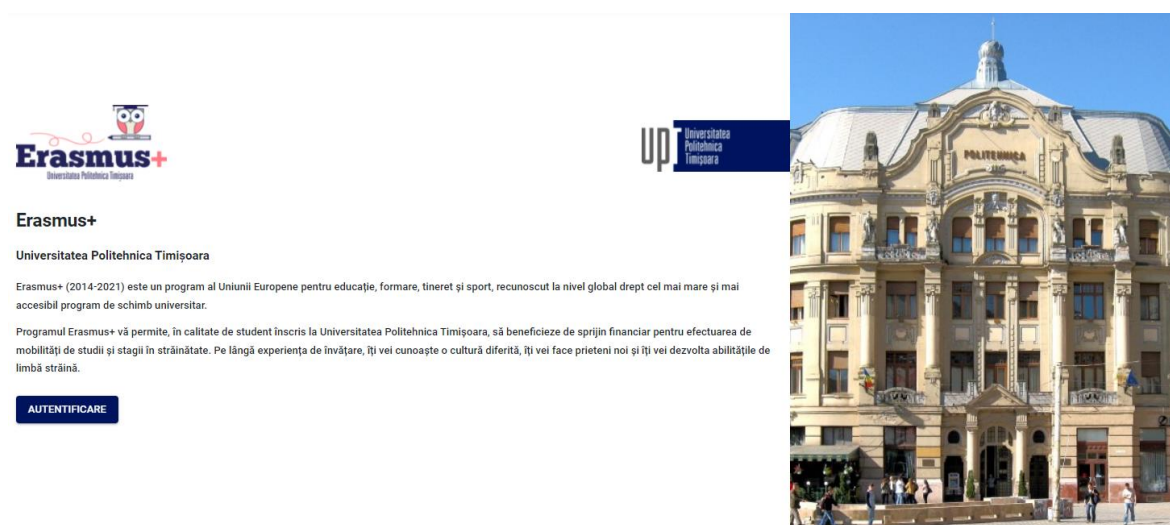 Erasmus+
Universitatea Politehnica Timișoara
UPT
Universitatea
Politehnica
Timișoara
POLITEHNICA
Erasmus+
Universitatea Politehnica Timișoara
Erasmus+ (2014-2021) este un program al Uniunii Europene pentru educație, formare, tineret și sport, recunoscut la nivel global drept cel mai mare și mai
accesibil program de schimb universitar.
Programul Erasmus+ vă permite, în calitate de student înscris la Universitatea Politehnica Timișoara, să beneficieze de sprijin financiar pentru efectuarea de
mobilități de studii și stagii în străinătate. Pe lângă experiența de învățare, îți vei cunoaște o cultură diferită, îți vei face prieteni noi și îți vei dezvolta abilitățile de
limbă străină.
AUTENTIFICARE